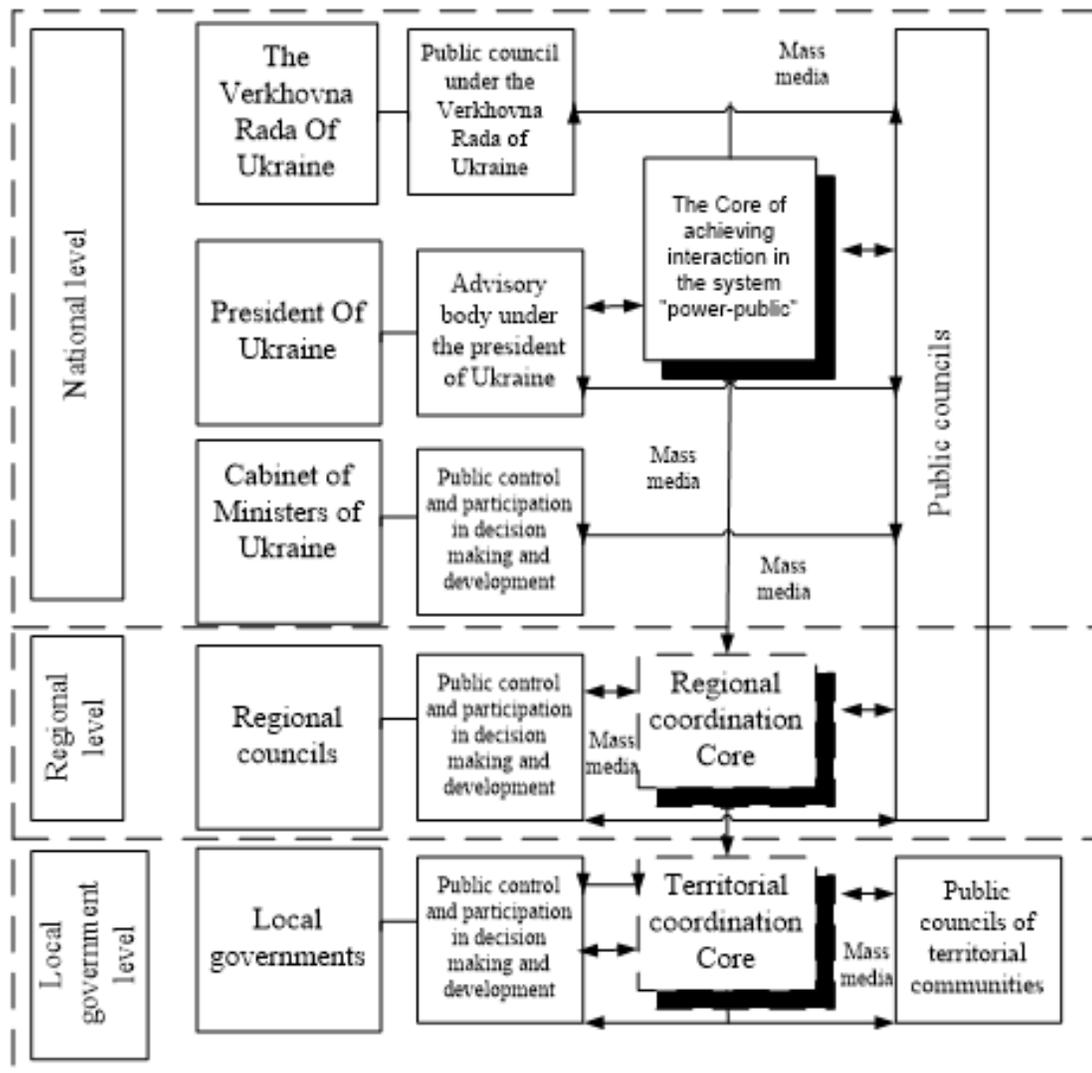 National level
The
Verkhovna
Rada Of
Ukraine
Public council
under the
Verkhovna
Rada of
Ukraine
Mass
media
The Core of
achieving
interaction in
the system
"power-public"
Public councils
President Of
Ukraine
Advisory
body under
the president
of Ukraine
Mass
media
Cabinet of
Ministers of
Ukraine
Public control
and participation
in decision
making and
development
Mass
media
Regional
level
Regional
councils
Public control
and participation
in decision
making and
development
Mass
media
Regional
coordination
Core
Local
government
level
Local
governments
Public control
and participation
in decision
making and
development
Territorial
coordination
Core
Mass
media
Public
councils of
territorial
communities